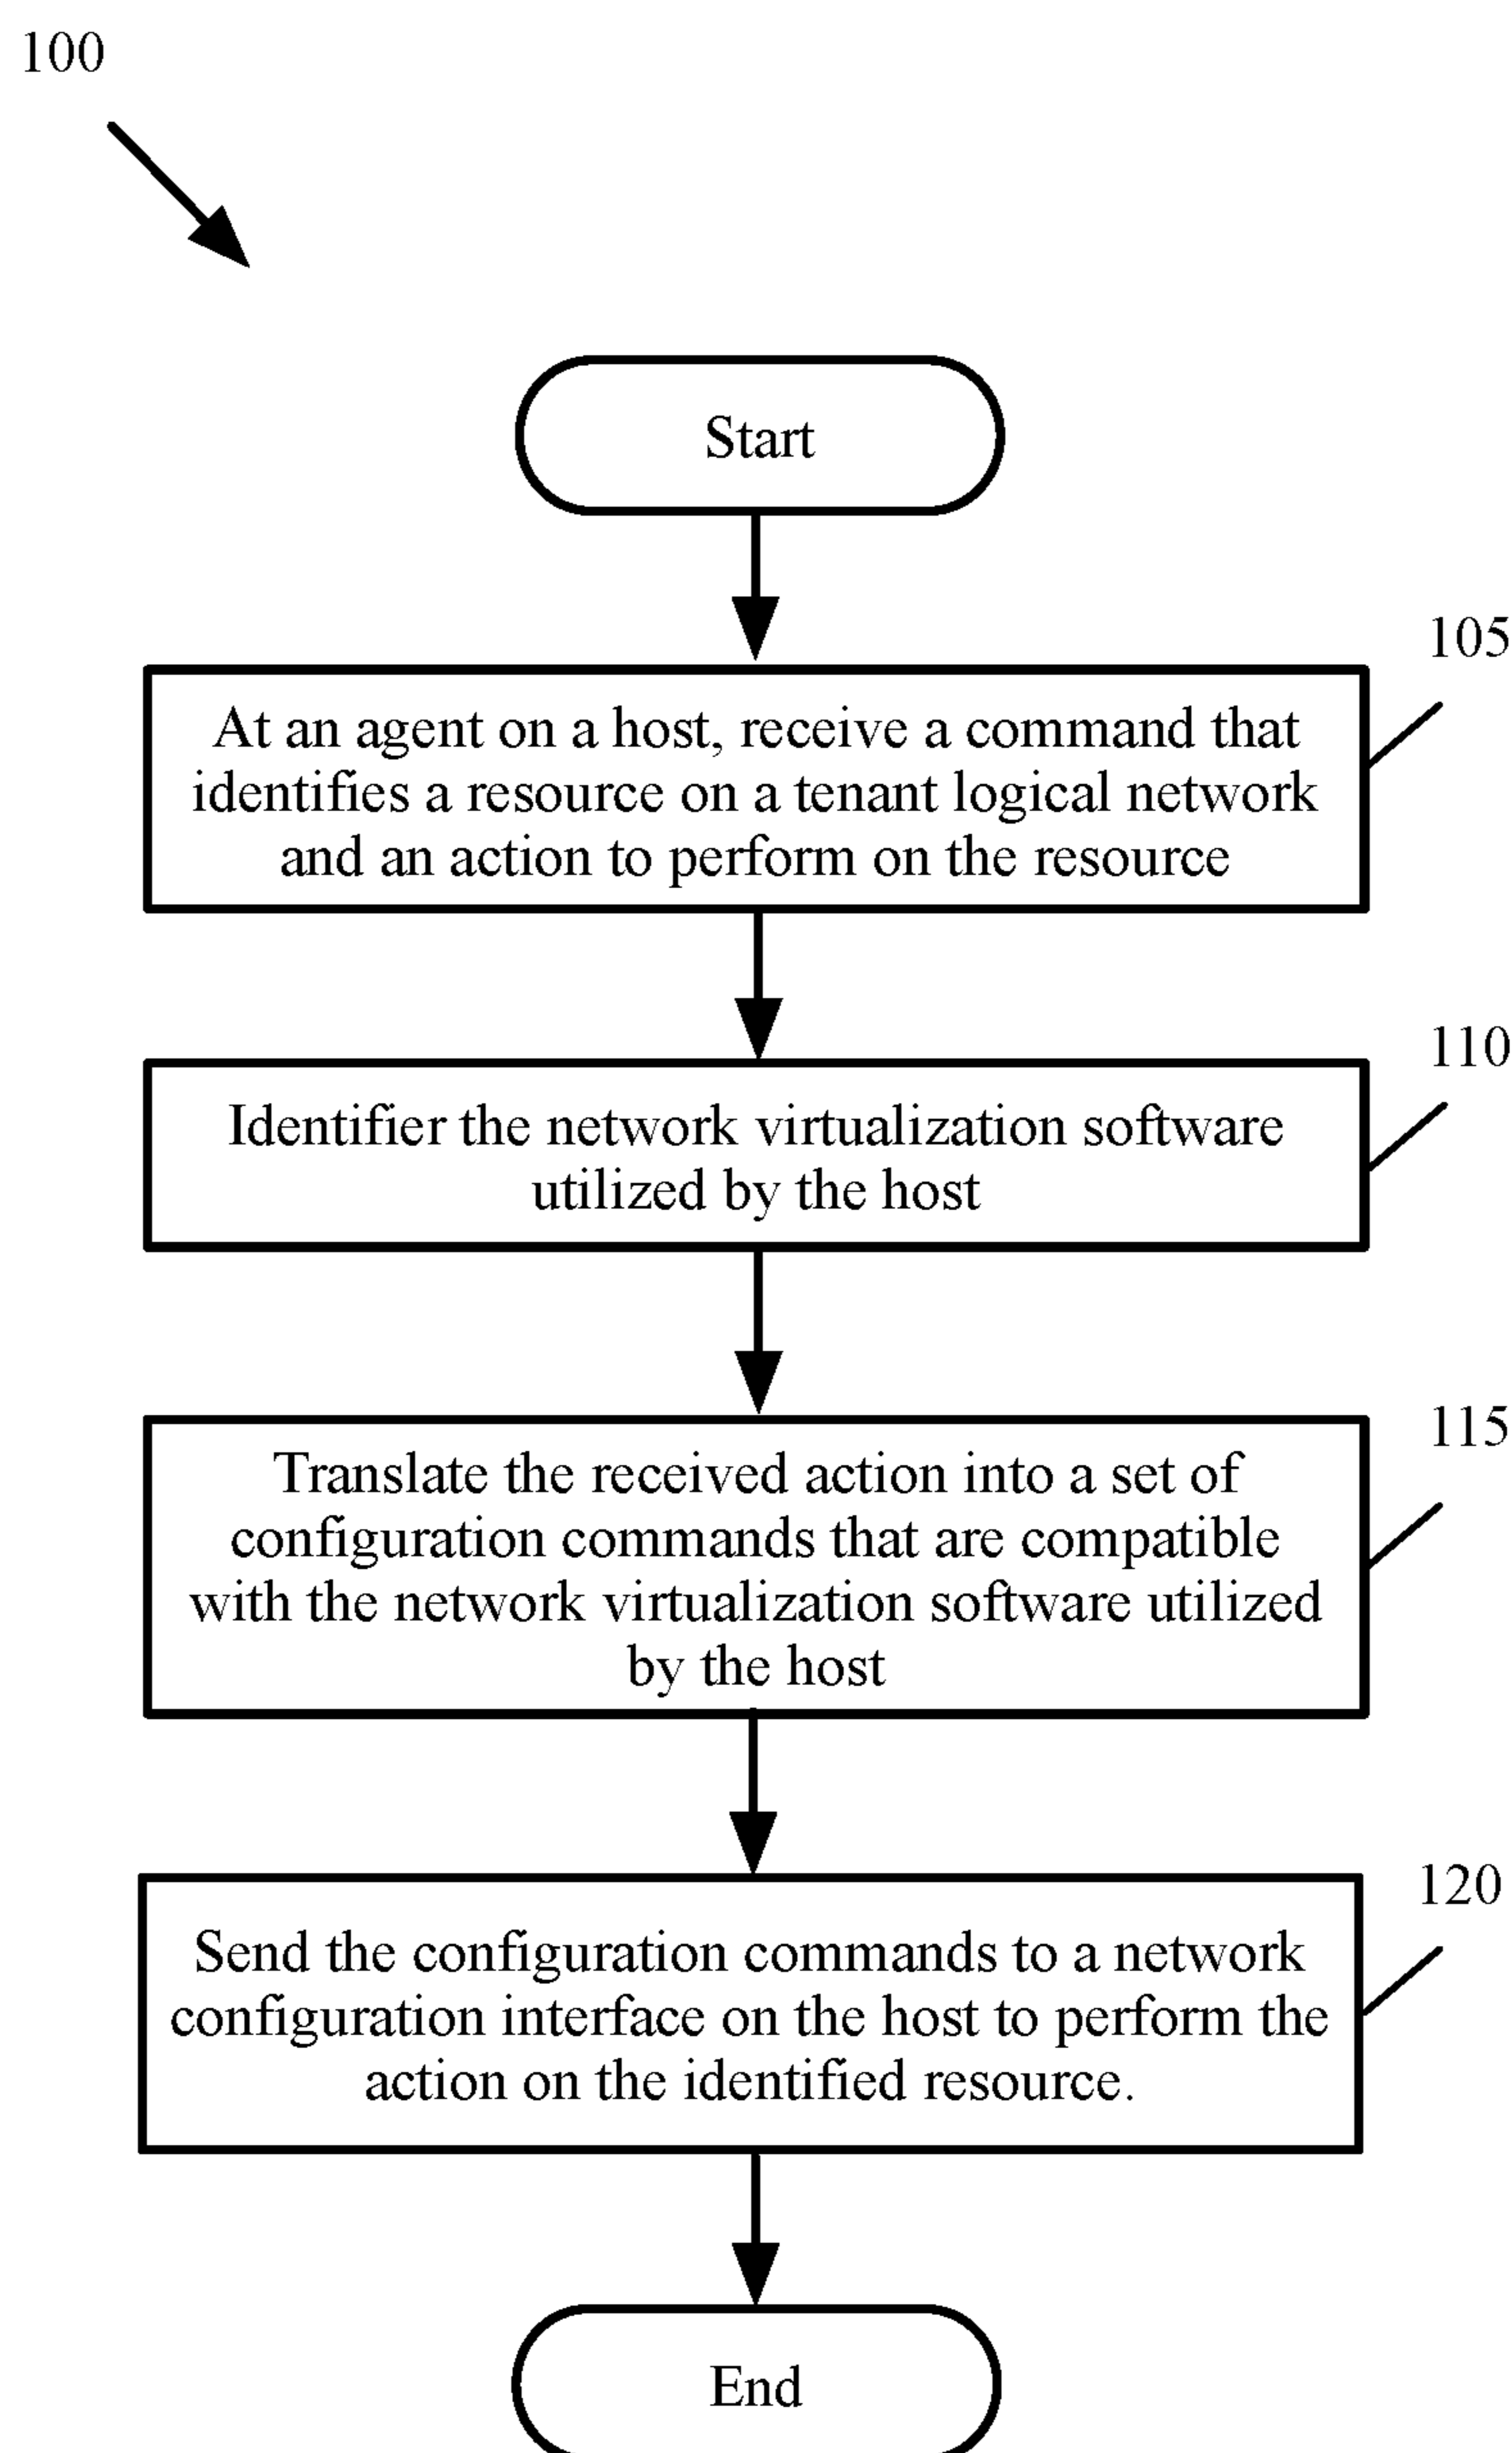 100
Start
105
At an agent on a host, receive a command that
identifies a resource on a tenant logical network
and an action to perform on the resource
110
Identifier the network virtualization software
utilized by the host
115
Translate the received action into a set of
configuration commands that are compatible
with the network virtualization software utilized
by the host
120
Send the configuration commands to a network
configuration interface on the host to perform the
action on the identified resource.
End